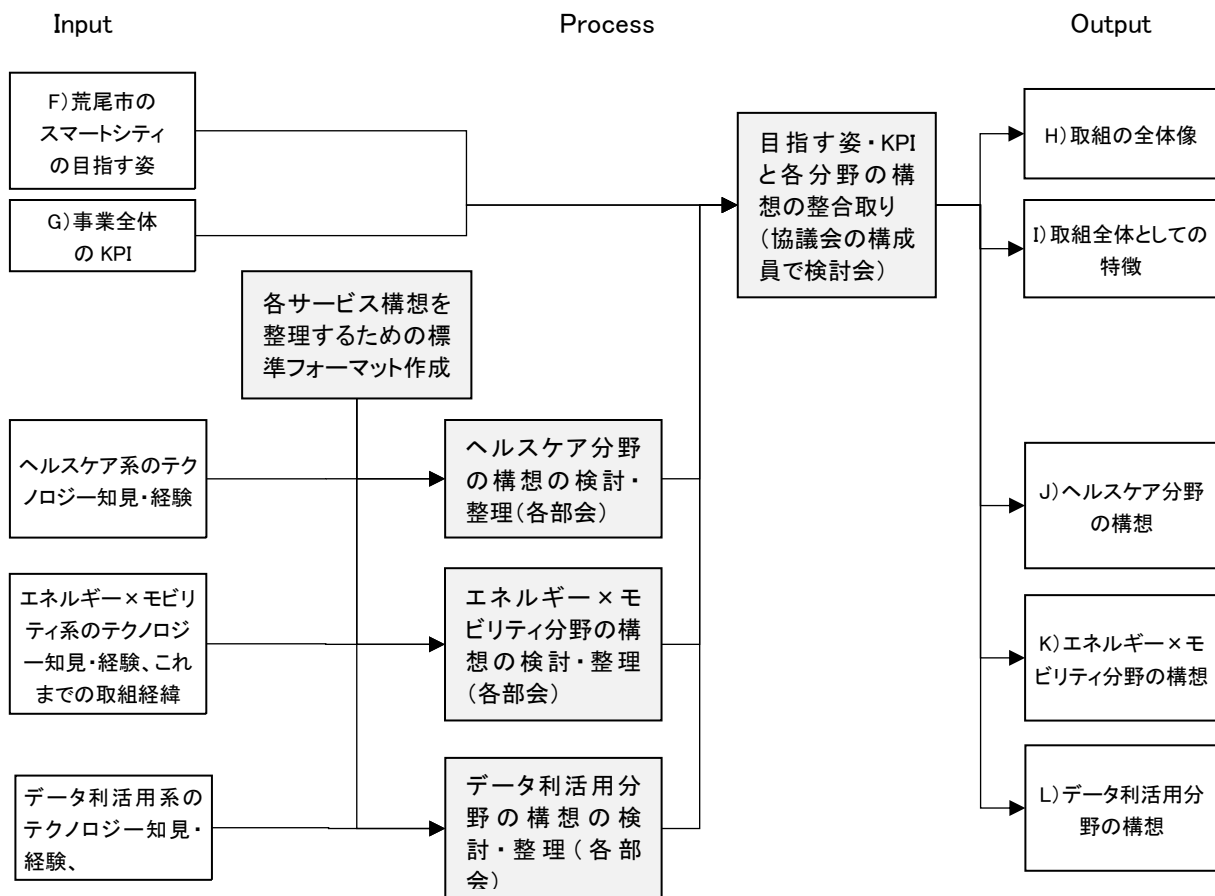 Input
Process
Output
F)荒尾市の
スマートシティ
の目指す姿
G)事業全体
の KPI
各サービス構想を
整理するための標
準フォーマット作成
目指す姿・KPI
と各分野の構
想の整合取り
(協議会の構成
員で検討会)
H)取組の全体像
I)取組全体としての
特徴
ヘルスケア系のテク
ノロジー知見・経験
ヘルスケア分野
の構想の検討・
整理(各部会)
J)ヘルスケア分野
の構想
エネルギー×モビリ
ティ系のテクノロジ
ー知見・経験、これ
までの取組経緯
エネルギー×モ
ビリティ分野の構
想の検討・整理
(各部会)
K)エネルギー×モ
ビリティ分野の構想
データ利活用系の
テクノロジー知見・
経験、
データ利活用分
野の構想の検
討・整理(各部
会)
L)データ利活用分
野の構想